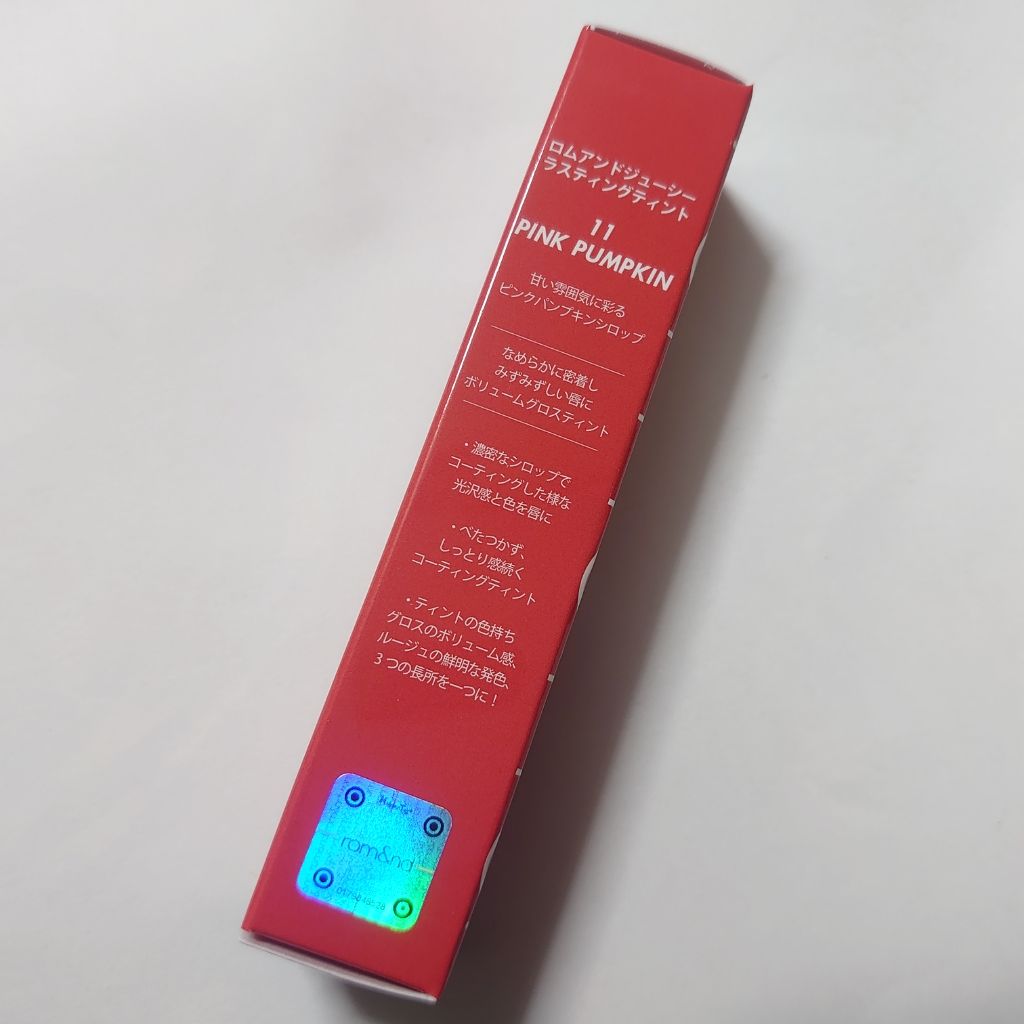 ロムアンドジューシー
ラスティングティント
11
PINK PUMPKIN
甘い雰囲気に彩る
ピンクパンプキンシロップ
なめらかに密着し
みずみずしい唇に
ボリュームグロスティント
・濃密なシロップで
コーティングした様な
光沢感と色を唇に
・べたつかず、
しっとり感続く
コーティングティント
・ティントの色持ち
グロスのボリューム感、
ルージュの鮮明な発色、
3つの長所を一つに！
rom&nd